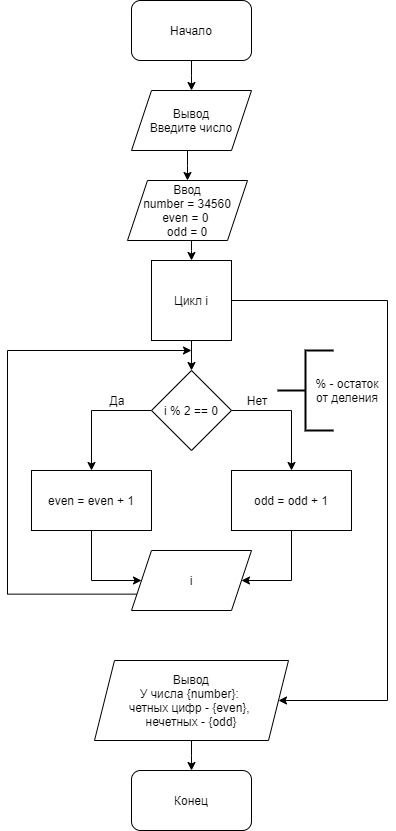 Начало
Вывод
Введите число
Ввод
number = 34560
even = 0
odd = 0
Цикл i
% - остаток
от деления
Да
i % 2 == 0
Нет
even = even + 1
odd = odd + 1
i
Вывод
У числа {number}:
четных цифр - {even},
нечетных - {odd}
Конец